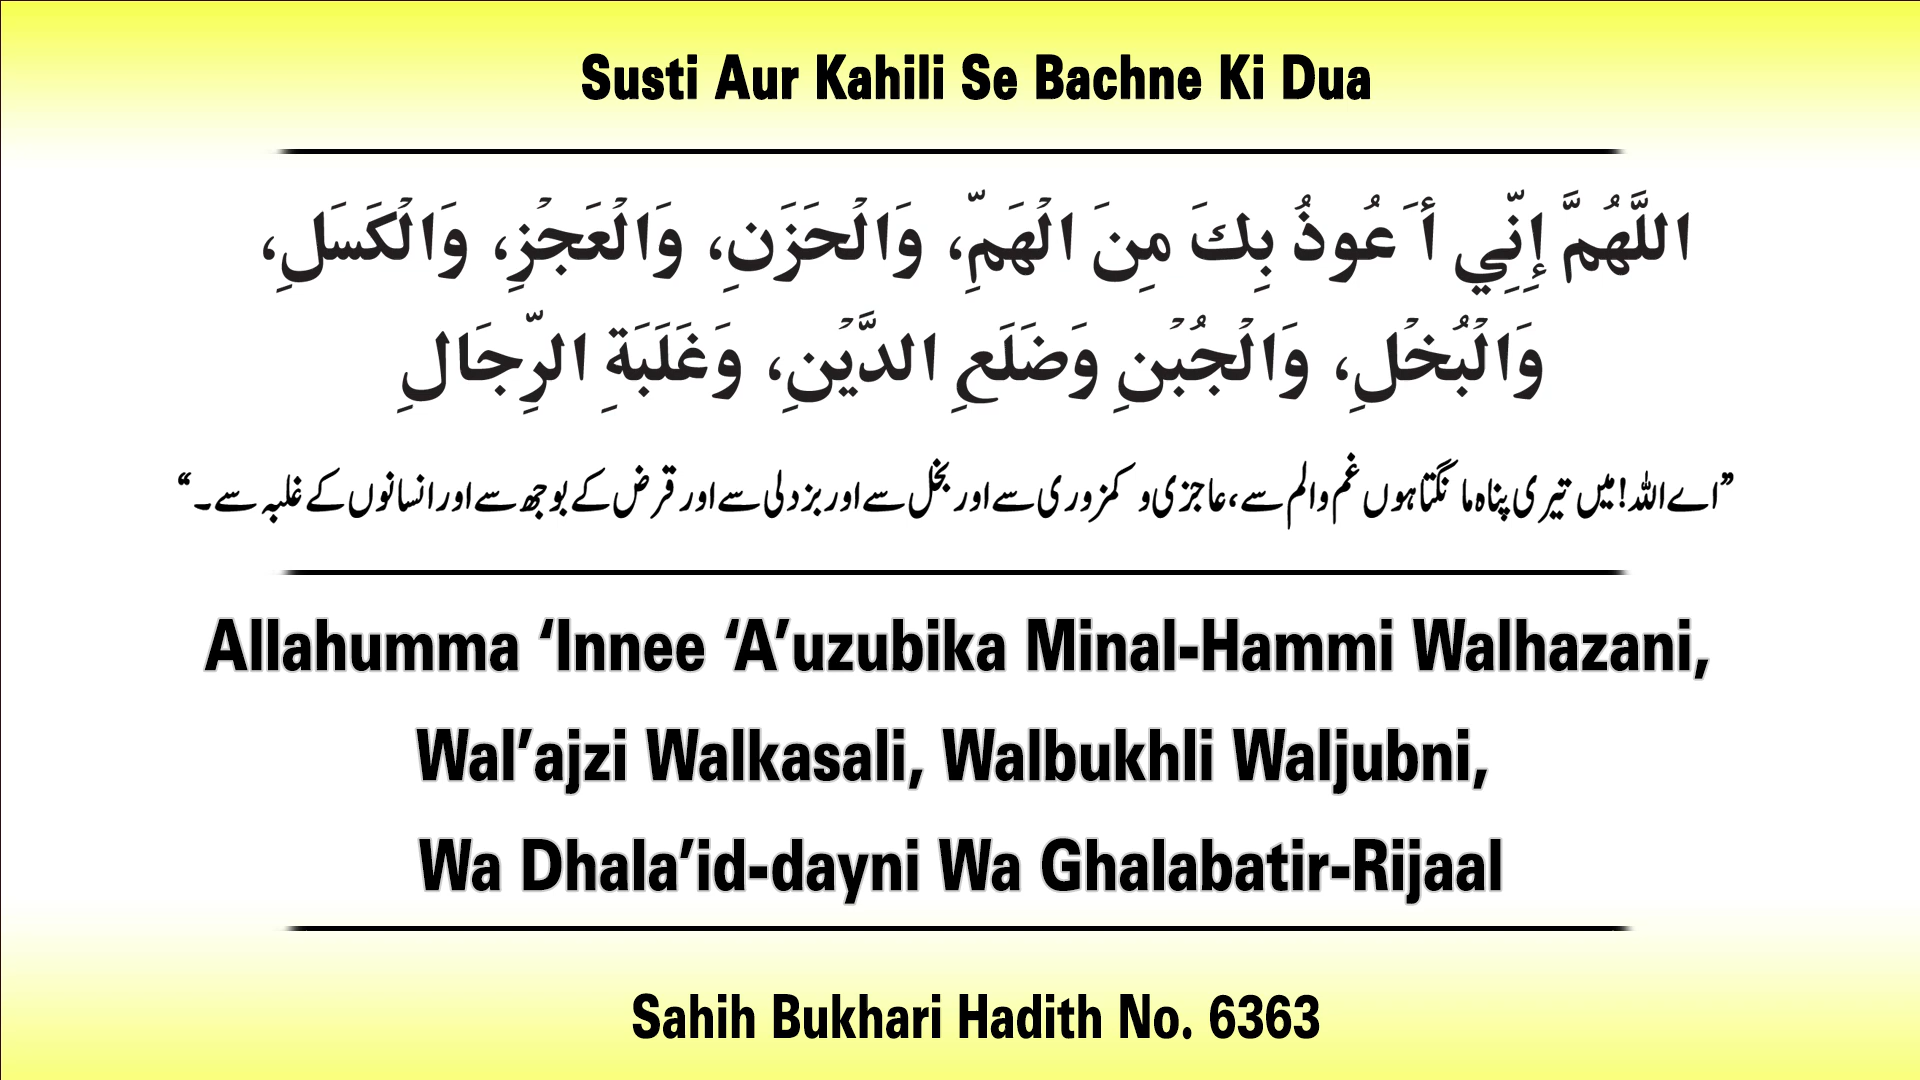 Susti Aur Kahili Se Bachne Ki Dua
اللَّهُمَّ إِنِّي أَعُوذُ بِكَ مِنَ الْهَمِّ، وَالْحَزَنِ، وَالْعَجْزِ، وَالْكَسَلِ،
وَالْبُخْلِ، وَالْجُبْنِ وَضَلَعِ الدَّيْنِ، وَغَلَبَةِ الرِّجَالِ
”اے اللہ! میں تیری پناہ مانگتا ہوں غم والم سے، عاجزی و کمزوری سے اور بخل سے اور بزدلی سے اور قرض کے بوجھ سے اور انسانوں کے غلبہ سے۔“
Allahumma ‘Innee ‘A’uzubika Minal-Hammi Walhazani,
Wal’ajzi Walkasali, Walbukhli Waljubni,
Wa Dhala’id-dayni Wa Ghalabatir-Rijaal
Sahih Bukhari Hadith No. 6363